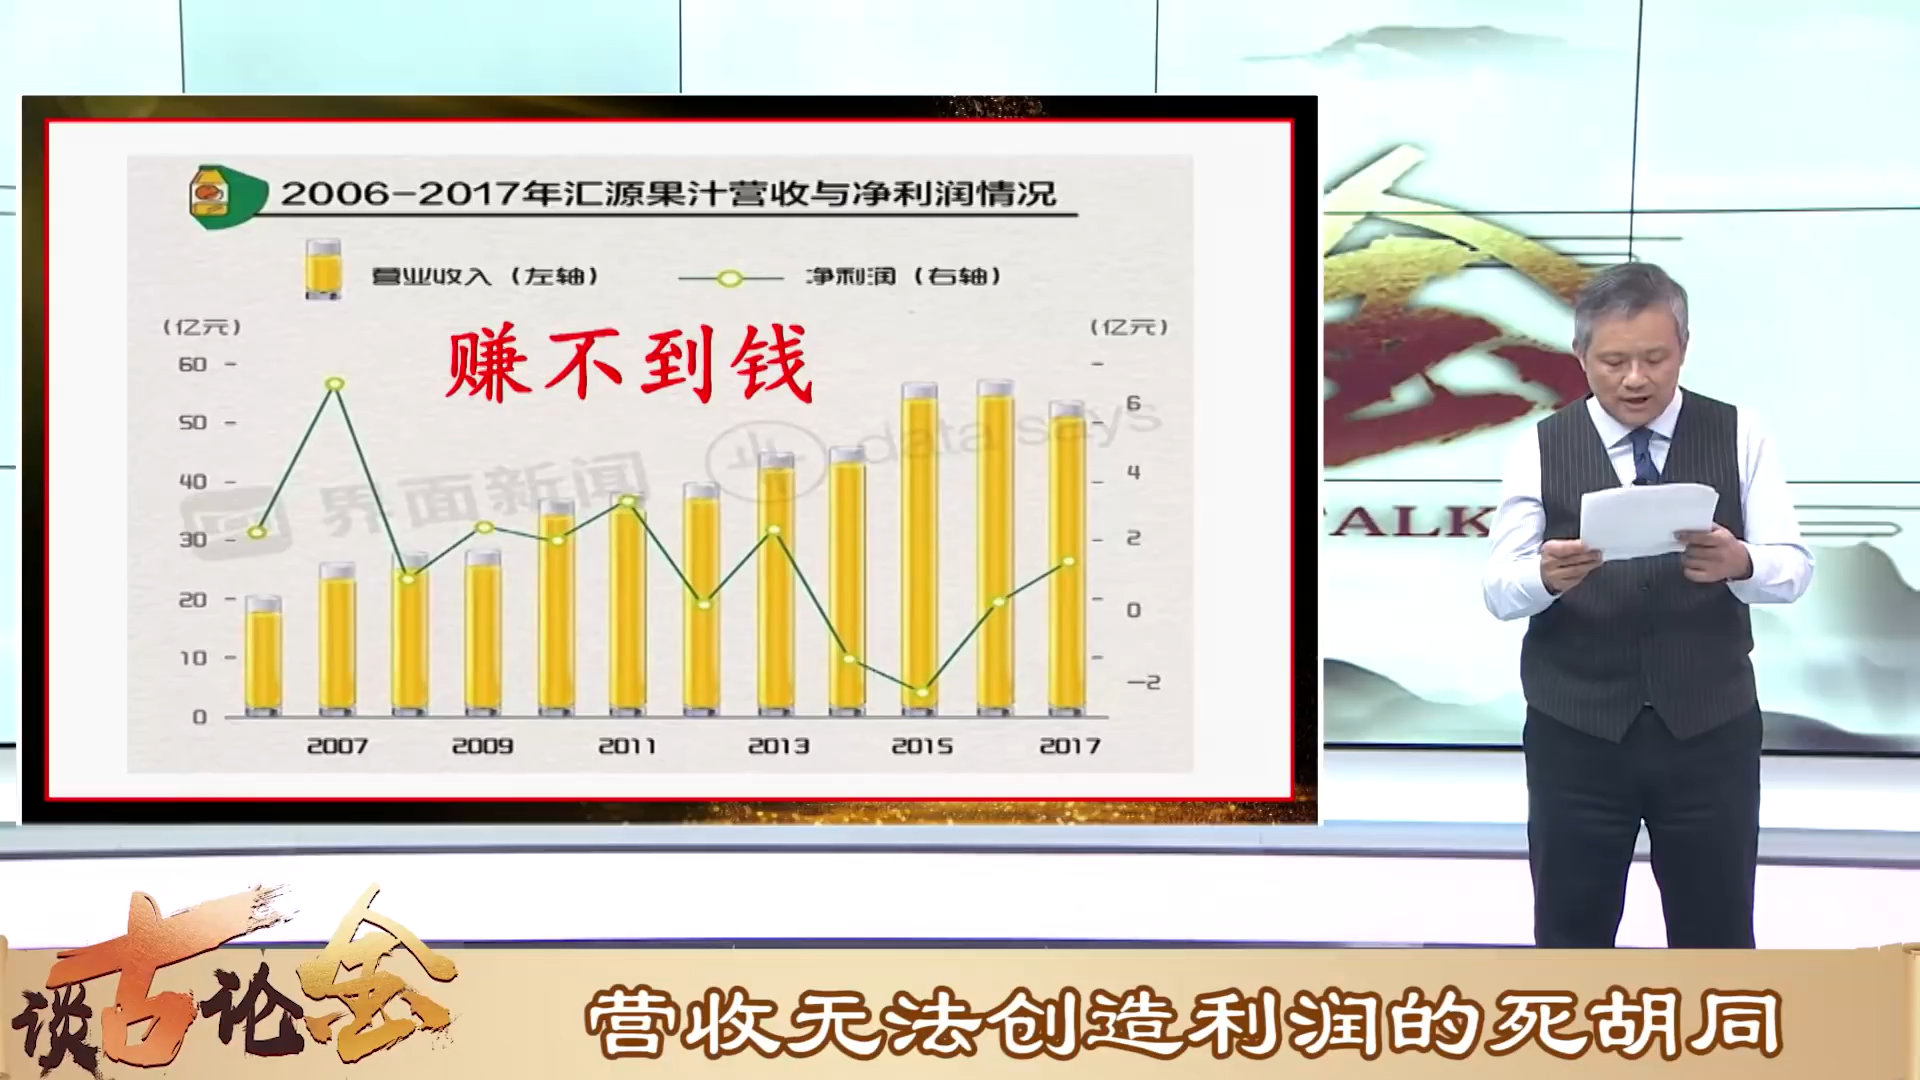 2006-2017年汇源果汁营收与净利润情况
营业收入（左轴）
净利润（右轴）
（亿元）
（亿元）
赚不到钱
60
50
40
30
20
10
0
6
4
2
0
-2
界面新闻
data says
2007
2009
2011
2013
2015
2017
TALK
谈古论金
营收无法创造利润的死胡同